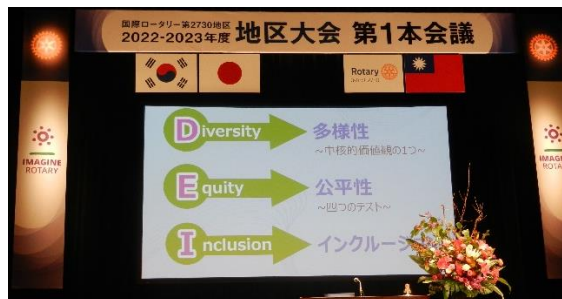 国際ロータリー第2730地区
2022-2023年度 地区大会 第1本会議
Rotary
IMAGINE
ROTARY
Diversity 多様性
~中核的価値観の1つ~
Equity 公平性
~四つのテスト~
Inclusion インクルージ
IMAGINE
ROTARY